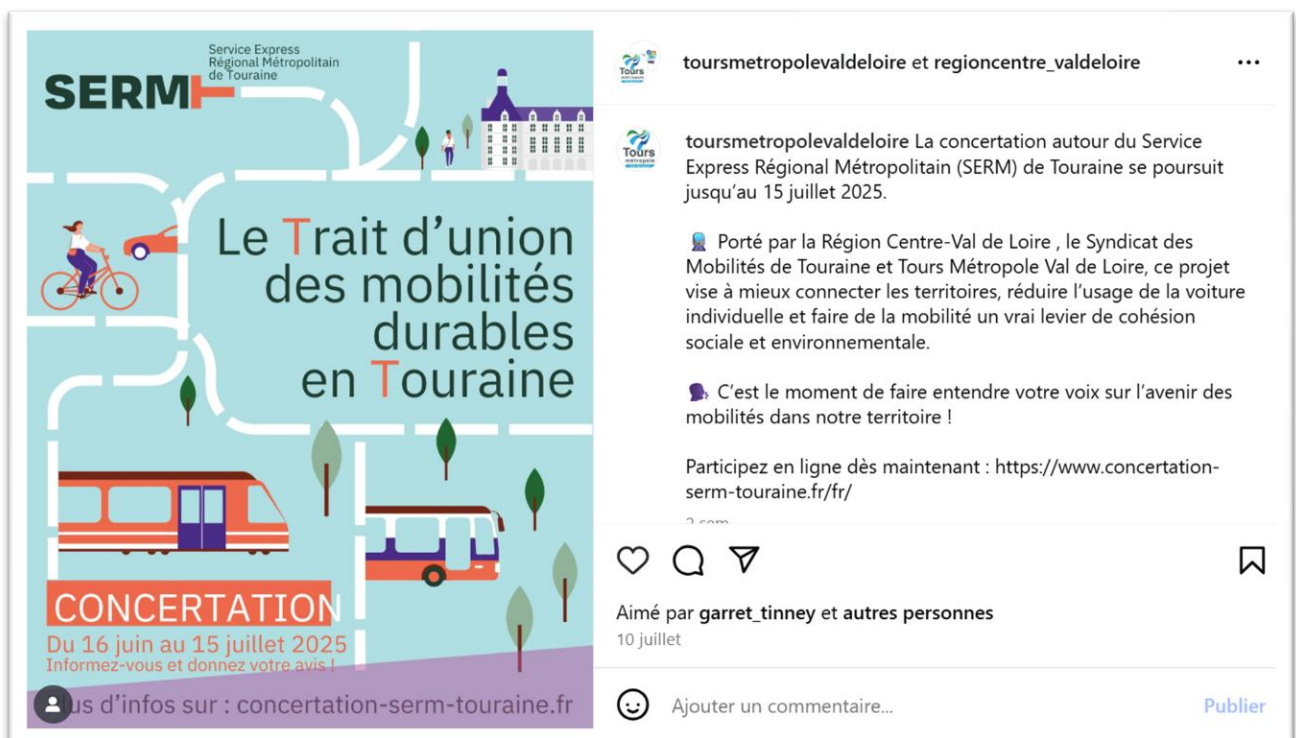 SERMT
Service Express
Régional Métropolitain
de Touraine
Le Trait d'union
des mobilités
durables
en Touraine
CONCERTATION
Du 16 juin au 15 juillet 2025
Informez-vous et donnez votre avis !
lus d'infos sur : concertation-serm-touraine.fr
Tours
toursmetropolevaldeloire et regioncentre_valdeloire
Tours
métropole
toursmetropolevaldeloire La concertation autour du Service
Express Régional Métropolitain (SERM) de Touraine se poursuit
jusqu'au 15 juillet 2025.
Porté par la Région Centre-Val de Loire , le Syndicat des
Mobilités de Touraine et Tours Métropole Val de Loire, ce projet
vise à mieux connecter les territoires, réduire l'usage de la voiture
individuelle et faire de la mobilité un vrai levier de cohésion
sociale et environnementale.
C'est le moment de faire entendre votre voix sur l'avenir des
mobilités dans notre territoire !
Participez en ligne dès maintenant : https://www.concertation-
serm-touraine.fr/fr/
2 sem
Aimé par garret_tinney et autres personnes
10 juillet
Ajouter un commentaire...
Publier